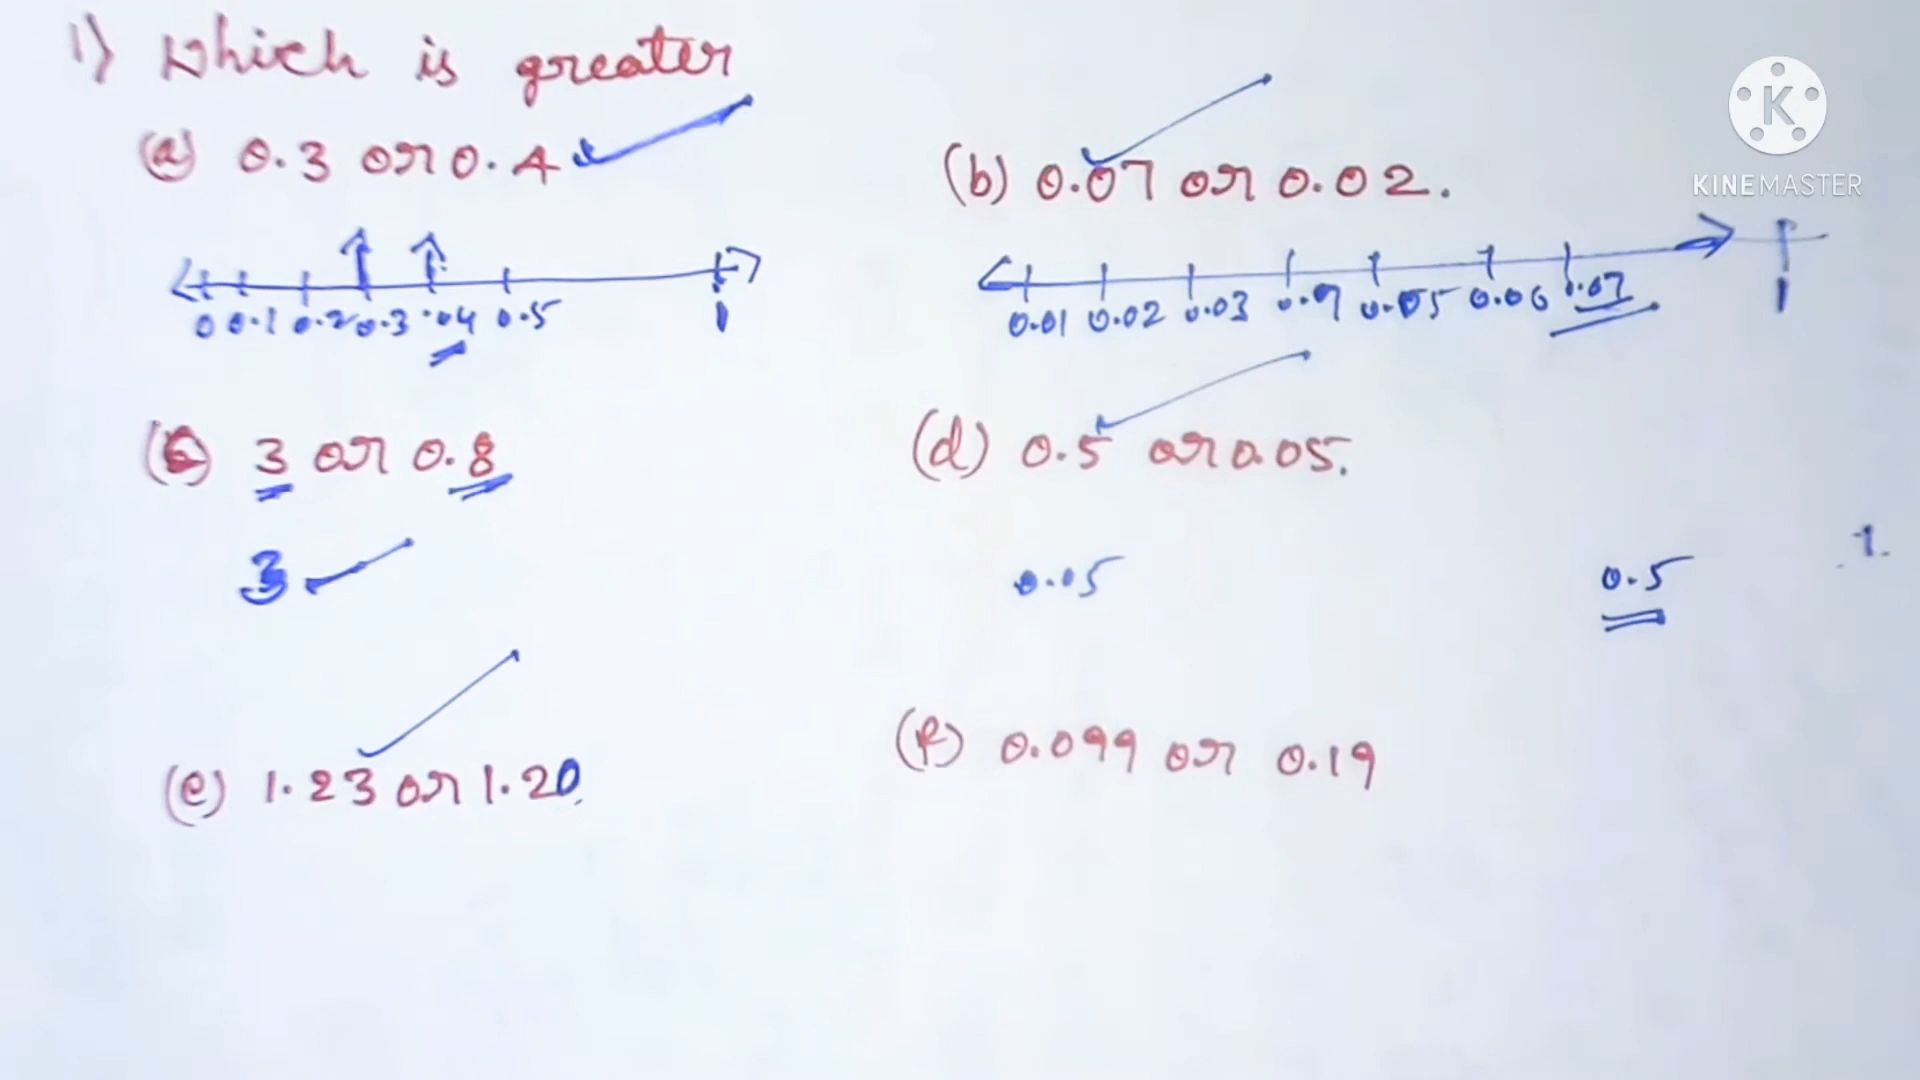 1) Which is greater
(a) 0.3 or 0.4
(b) 0.07 or 0.02.
KINEMASTER
0 0.1 0.2 0.3 .04 0.5 1
0.01 0.02 0.03 0.05 0.06 0.07 1
(c) 3 or 0.8
(d) 0.5 or 0.05.
3
0.05 0.5 1.
(e) 1.23 or 1.20
(f) 0.099 or 0.19